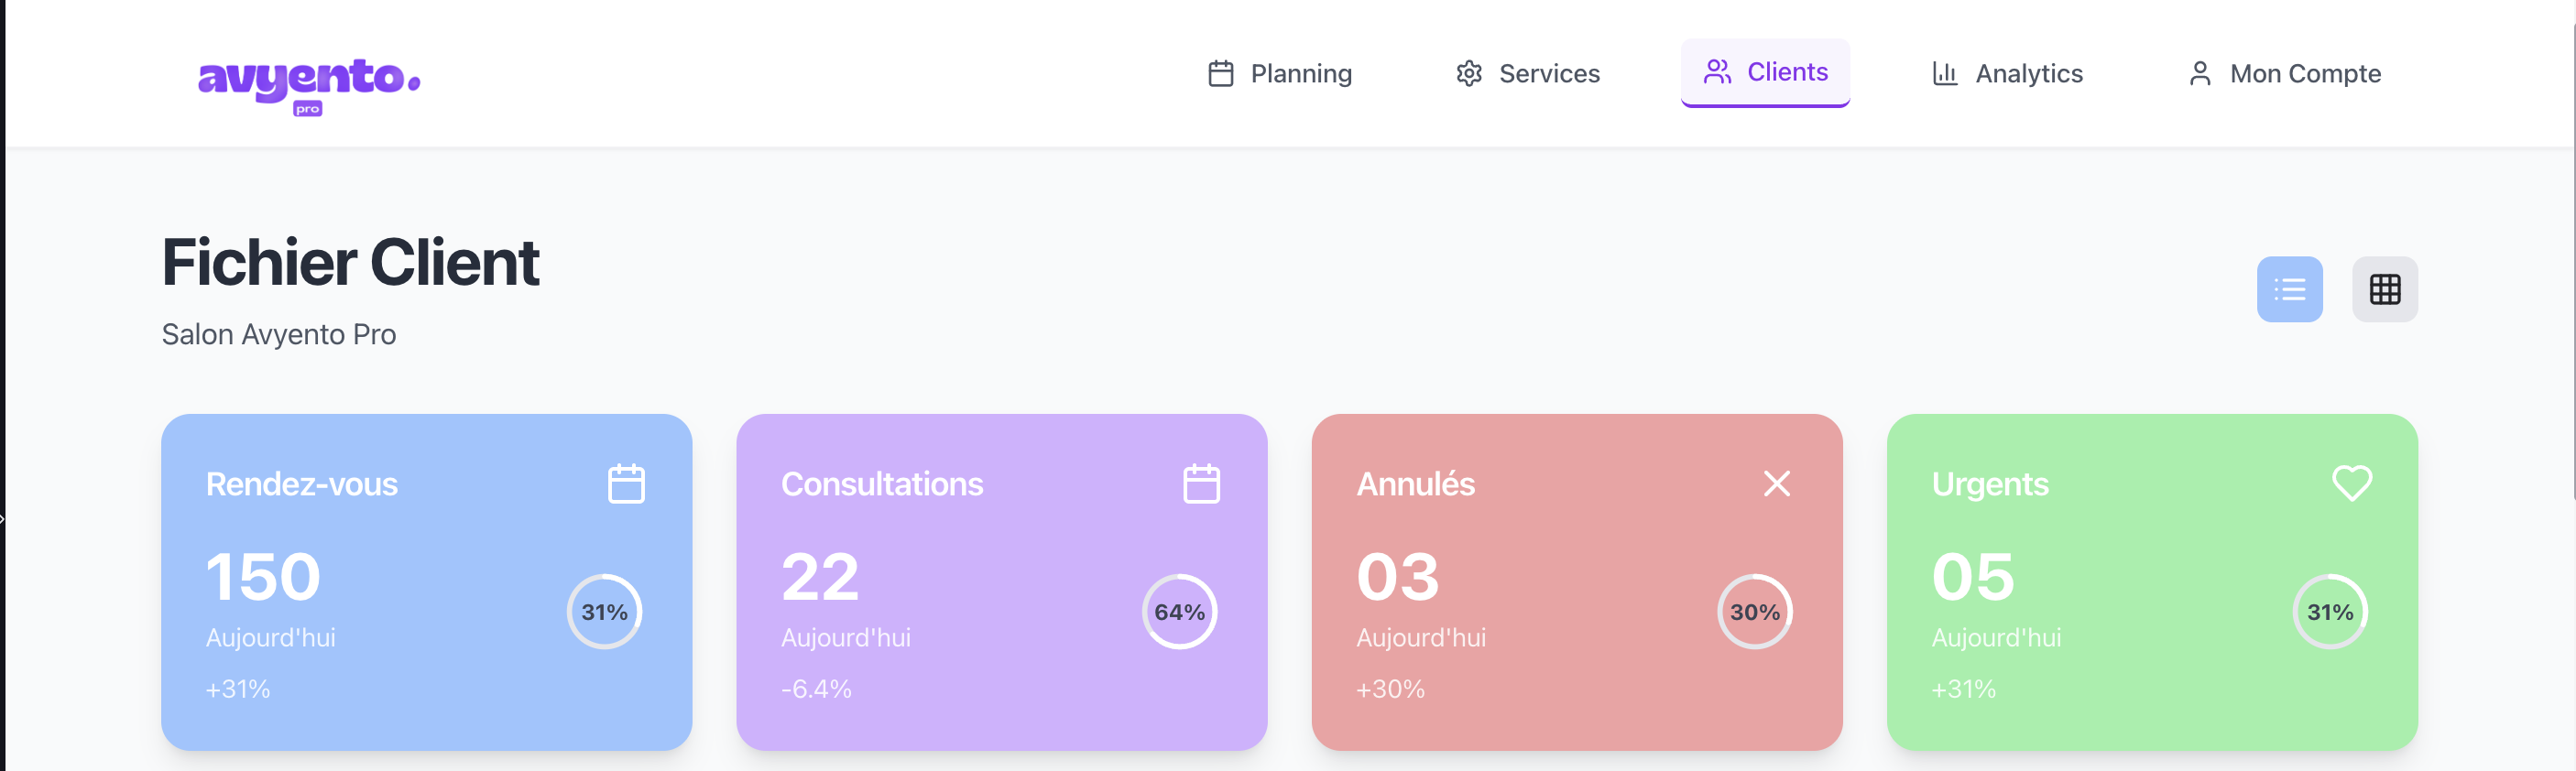 avyento.
pro
Planning
Services
Clients
Analytics
Mon Compte
Fichier Client
Salon Avyento Pro
Rendez-vous
150
Aujourd'hui
+31%
31%
Consultations
22
Aujourd'hui
-6.4%
64%
Annulés
03
Aujourd'hui
+30%
30%
Urgents
05
Aujourd'hui
+31%
31%